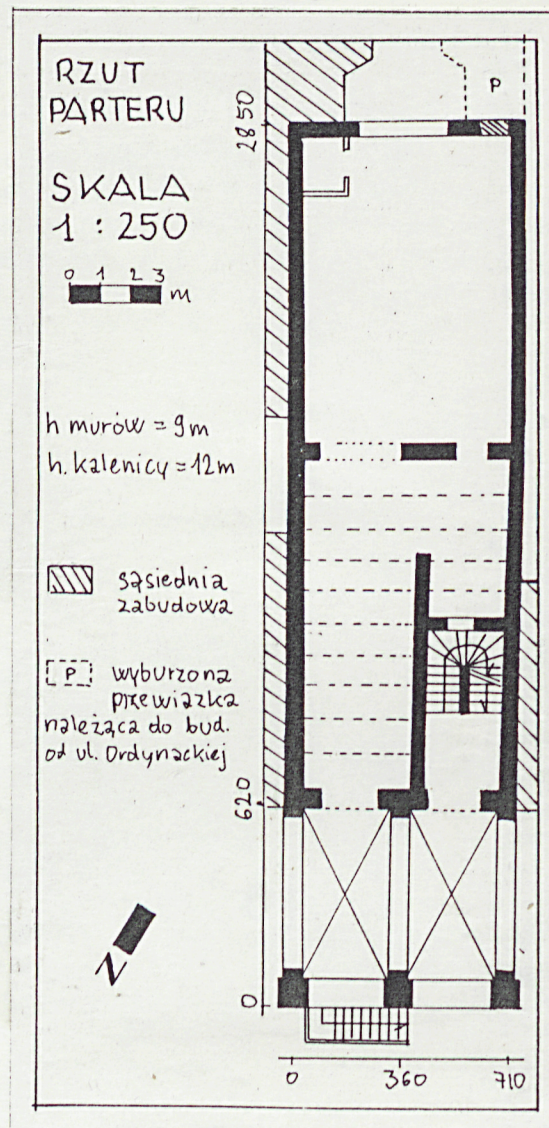 RZUT
PARTERU
SKALA
1 : 250
0 1 2 3
m
h murów = 9m
h. kalenicy = 12m
sąsiednia
zabudowa
P
wyburzona
przewiązka
należąca do bud.
od ul. Ordynackiej
N
P
2850
620
0
0 360 710